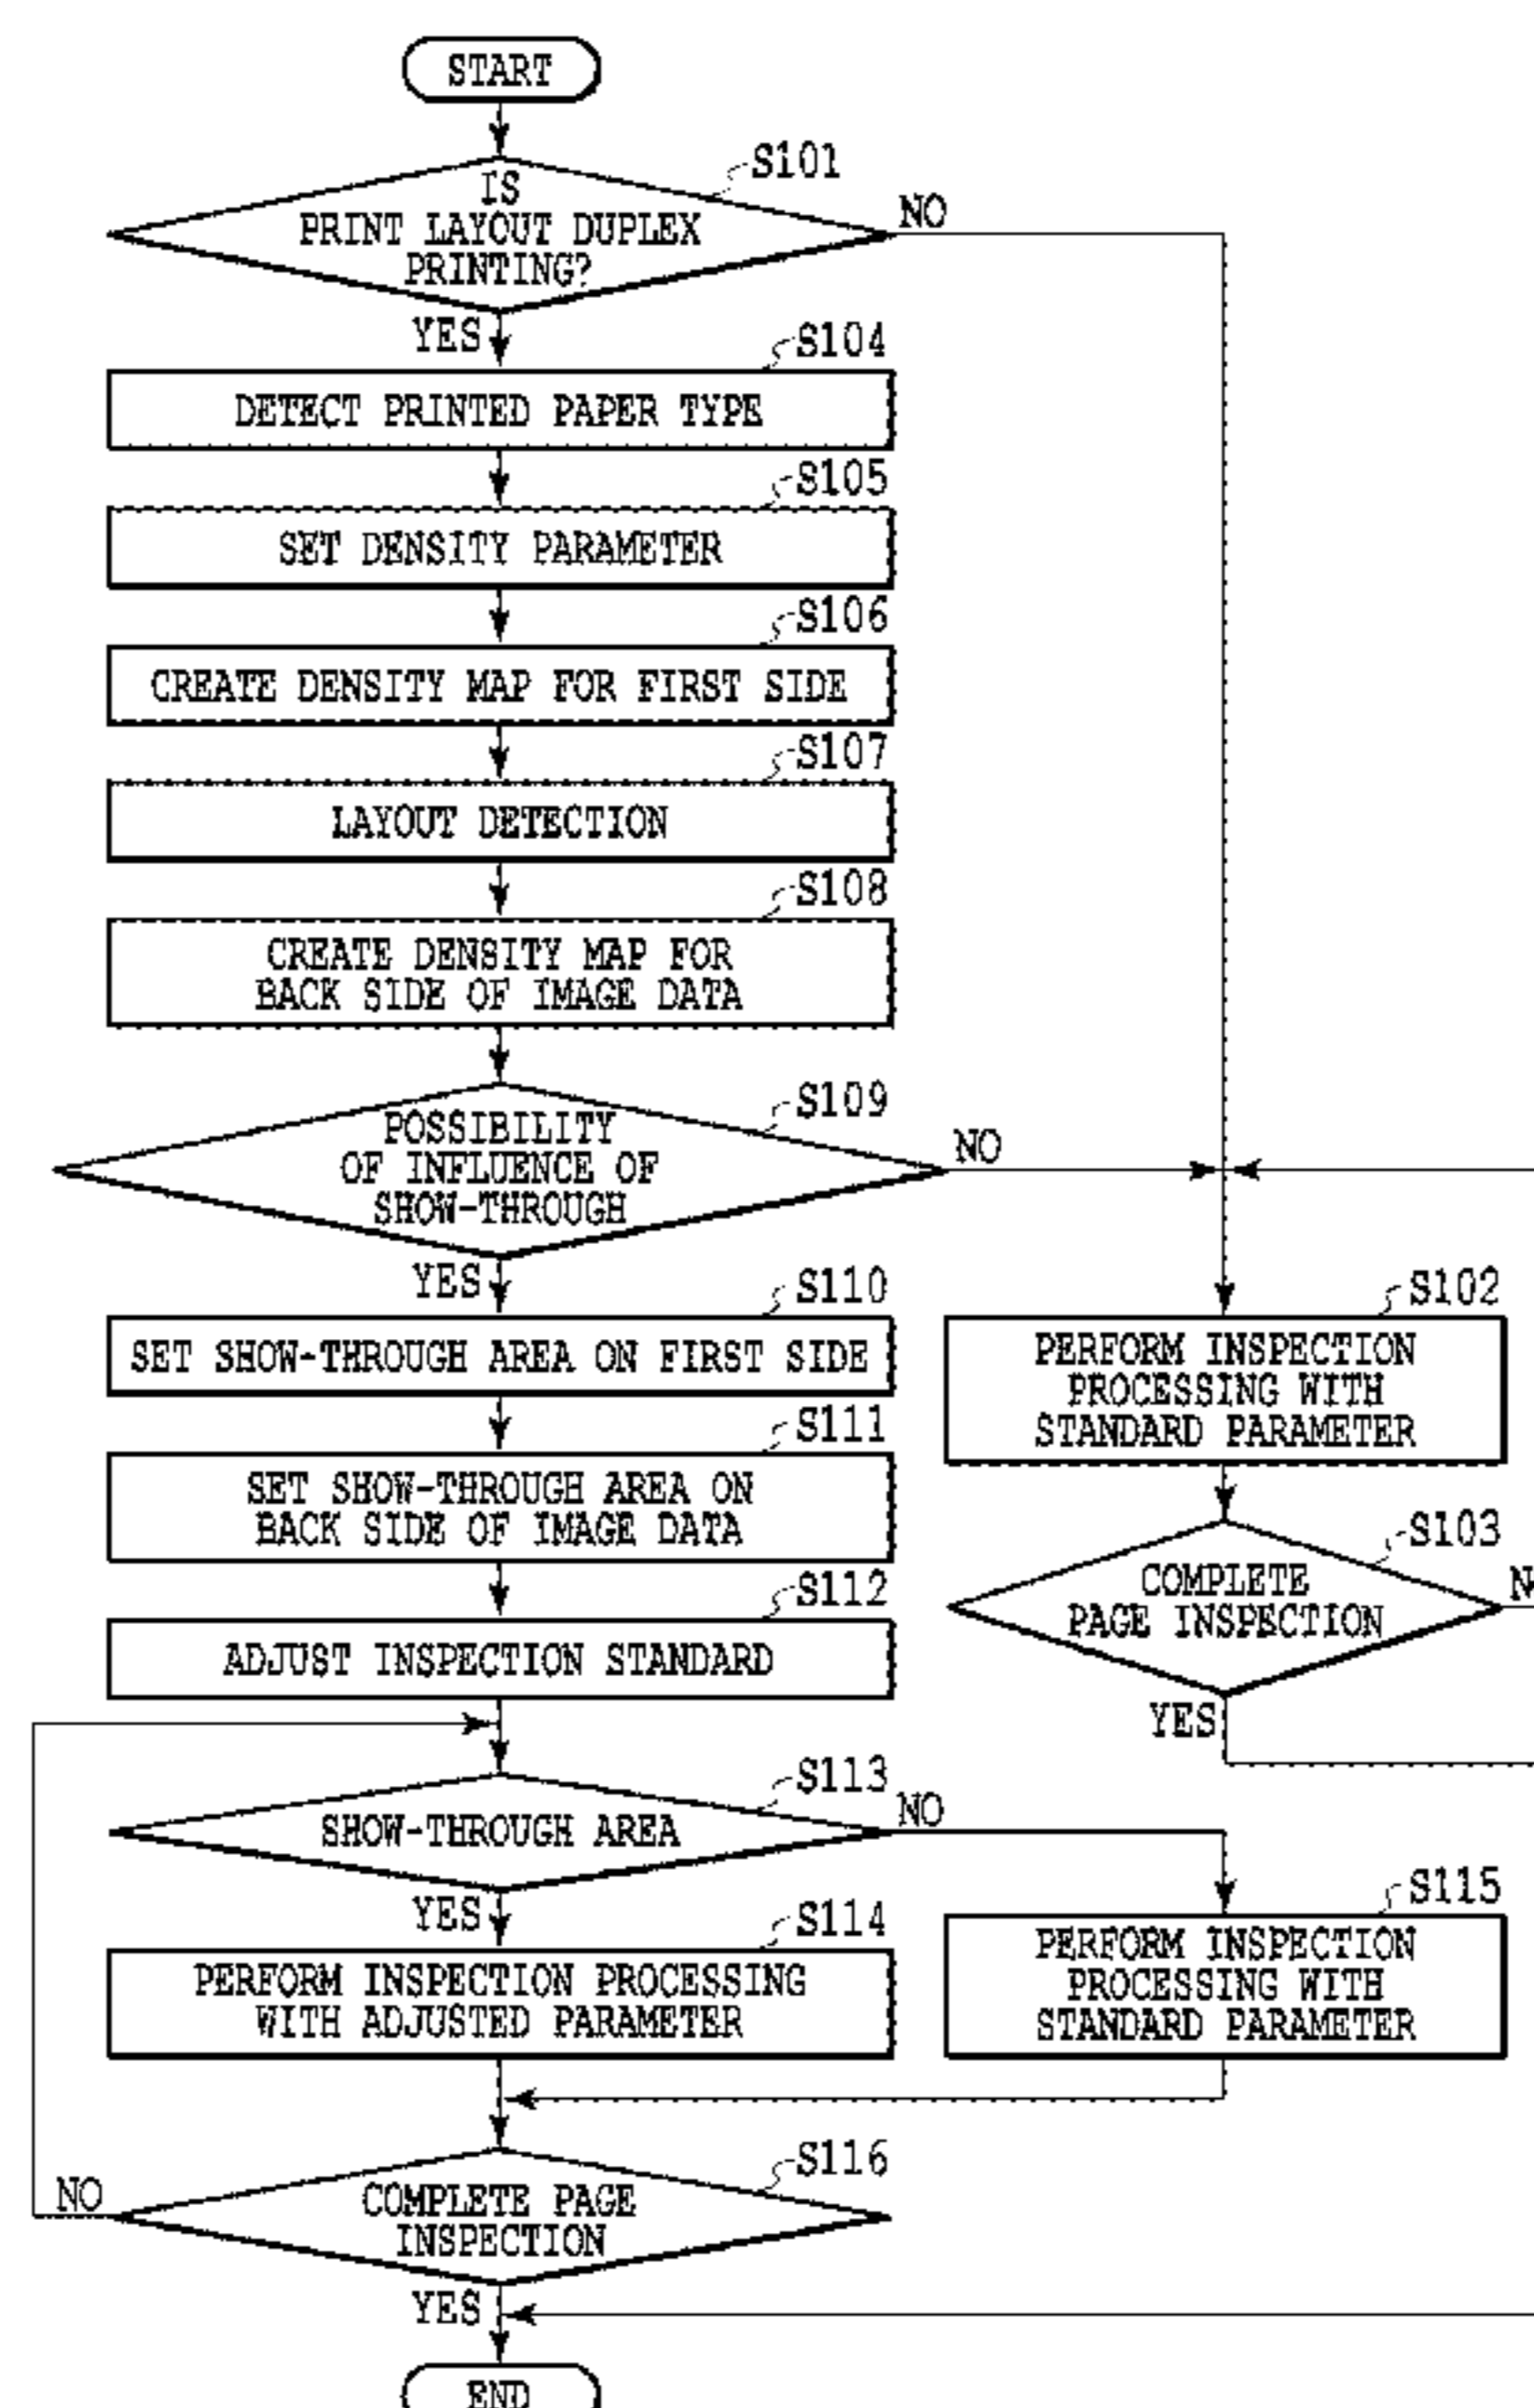 START
S101
IS
PRINT LAYOUT DUPLEX
PRINTING?
NO
YES
S104
DETECT PRINTED PAPER TYPE
S105
SET DENSITY PARAMETER
S106
CREATE DENSITY MAP FOR FIRST SIDE
S107
LAYOUT DETECTION
S108
CREATE DENSITY MAP FOR
BACK SIDE OF IMAGE DATA
S109
POSSIBILITY
OF INFLUENCE OF
SHOW-THROUGH
NO
YES
S110
SET SHOW-THROUGH AREA ON FIRST SIDE
S102
PERFORM INSPECTION
PROCESSING WITH
STANDARD PARAMETER
S111
SET SHOW-THROUGH AREA ON
BACK SIDE OF IMAGE DATA
S103
COMPLETE
PAGE INSPECTION
YES
S112
ADJUST INSPECTION STANDARD
S113
SHOW-THROUGH AREA
NO
YES
S114
PERFORM INSPECTION PROCESSING
WITH ADJUSTED PARAMETER
S115
PERFORM INSPECTION
PROCESSING WITH
STANDARD PARAMETER
S116
COMPLETE PAGE
INSPECTION
NO
YES
END